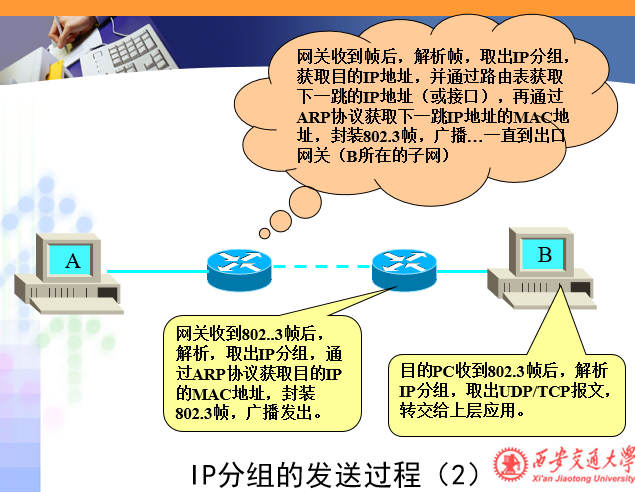 网关收到帧后，解析帧，取出IP分组，
获取目的IP地址，并通过路由表获取
下一跳的IP地址（或接口），再通过
ARP协议获取下一跳IP地址的MAC地
址，封装802.3帧，广播…一直到出口
网关（B所在的子网）
A
B
网关收到802..3帧后，
解析，取出IP分组，通
过ARP协议获取目的IP
的MAC地址，封装
802.3帧，广播发出。
目的PC收到802.3帧后，解析
IP分组，取出UDP/TCP报文，
转交给上层应用。
IP分组的发送过程（2）
西安交通大学
Xi'an Jiaotong University